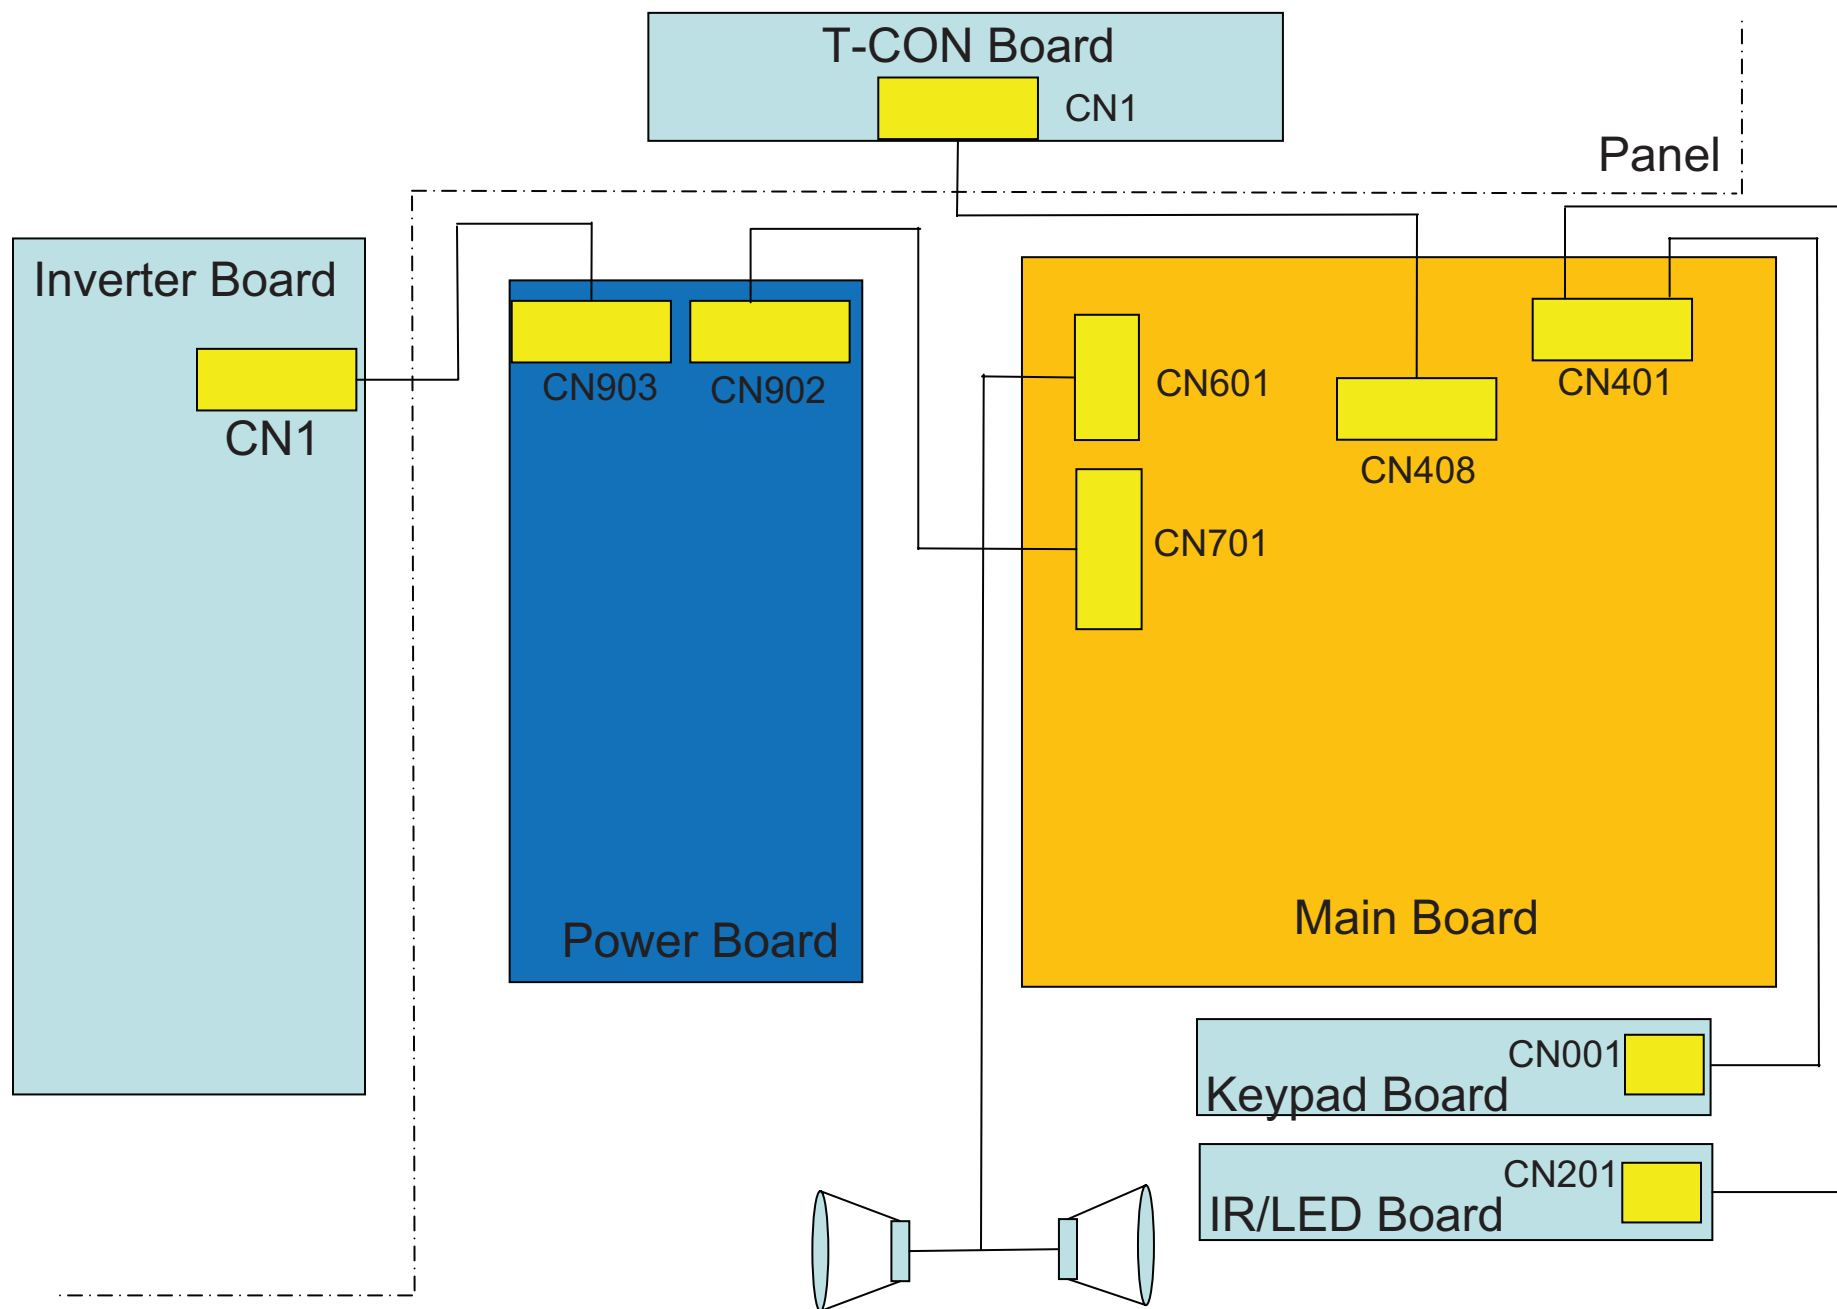 T-CON Board
CN1
Panel
Inverter Board
CN1
CN903
CN902
Power Board
CN601
CN701
CN408
CN401
Main Board
CN001
Keypad Board
CN201
IR/LED Board